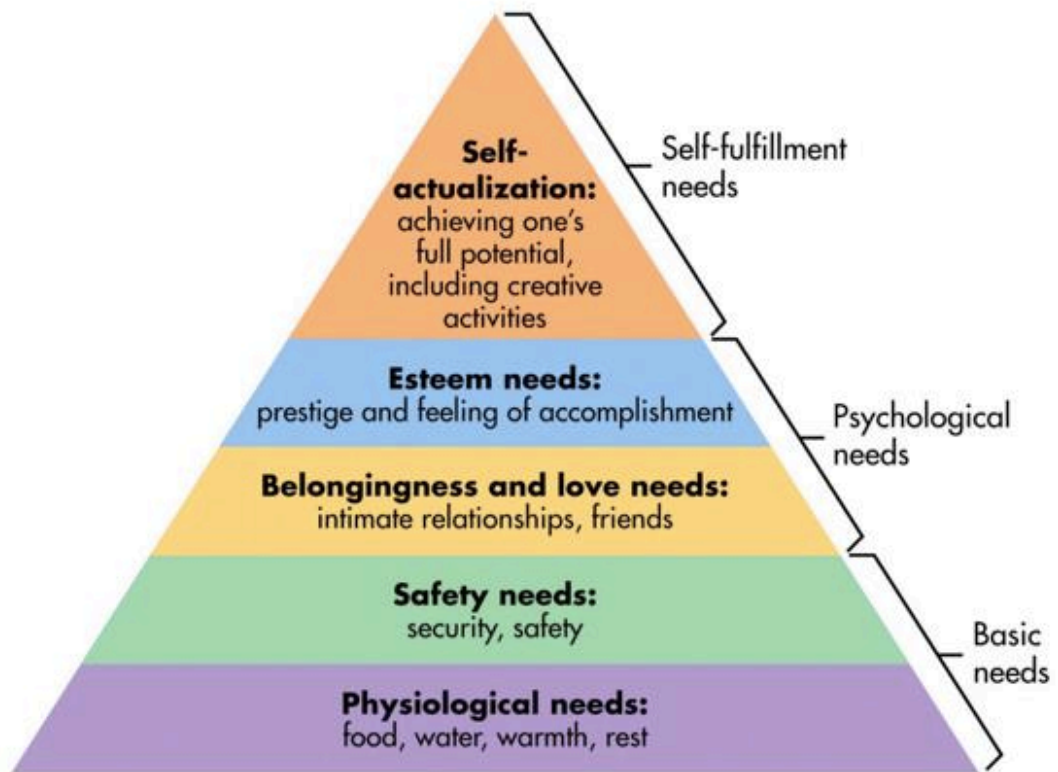 Self-
actualization:
achieving one's
full potential,
including creative
activities
Self-fulfillment
needs
Esteem needs:
prestige and feeling of accomplishment
Belongingness and love needs:
intimate relationships, friends
Psychological
needs
Safety needs:
security, safety
Physiological needs:
food, water, warmth, rest
Basic
needs